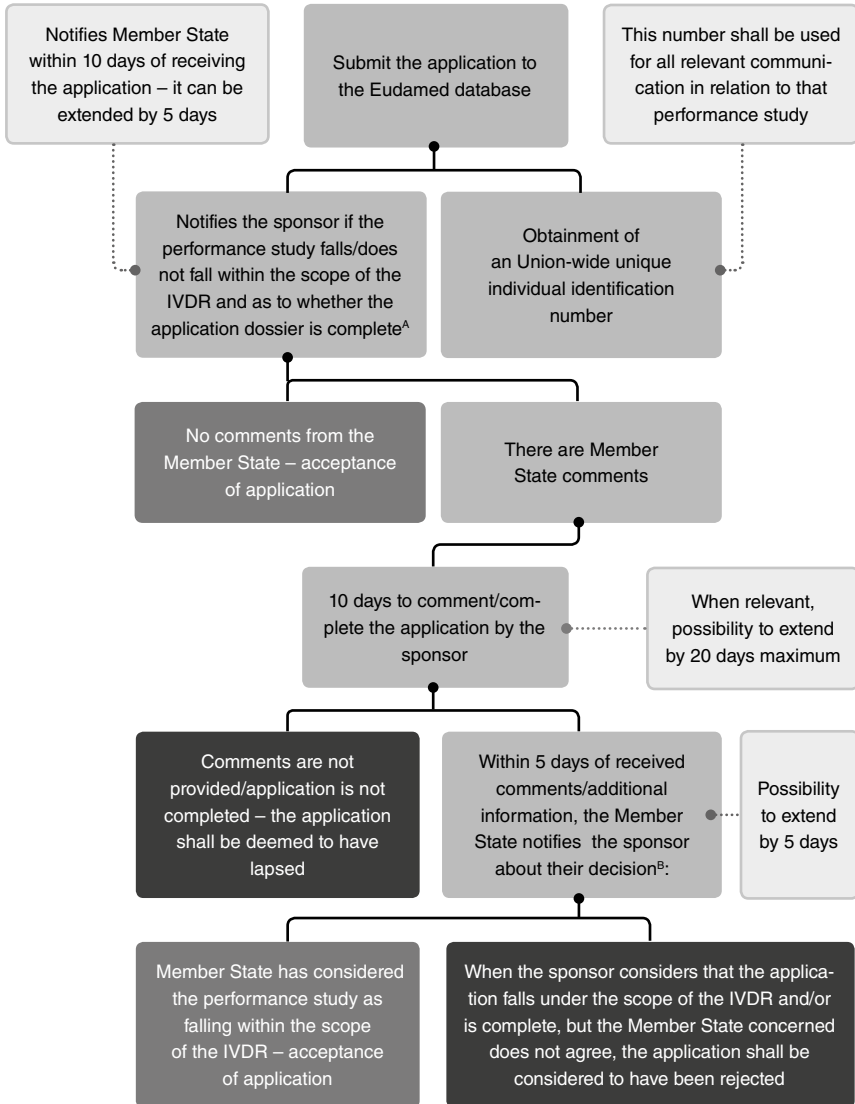 Notifies Member State
within 10 days of receiving
the application – it can be
extended by 5 days
Submit the application to
the Eudamed database
This number shall be used
for all relevant communi-
cation in relation to that
performance study
Notifies the sponsor if the
performance study falls/does
not fall within the scope of the
IVDR and as to whether the
application dossier is completeᴬ
Obtainment of
an Union-wide unique
individual identification
number
No comments from the
Member State – acceptance
of application
There are Member
State comments
10 days to comment/com-
plete the application by the
sponsor
When relevant,
possibility to extend
by 20 days maximum
Comments are not
provided/application is not
completed – the application
shall be deemed to have
lapsed
Within 5 days of received
comments/additional
information, the Member
State notifies the sponsor
about their decisionᴮ:
Possibility
to extend
by 5 days
Member State has considered
the performance study as
falling within the scope
of the IVDR – acceptance
of application
When the sponsor considers that the applica-
tion falls under the scope of the IVDR and/or
is complete, but the Member State concerned
does not agree, the application shall be
considered to have been rejected